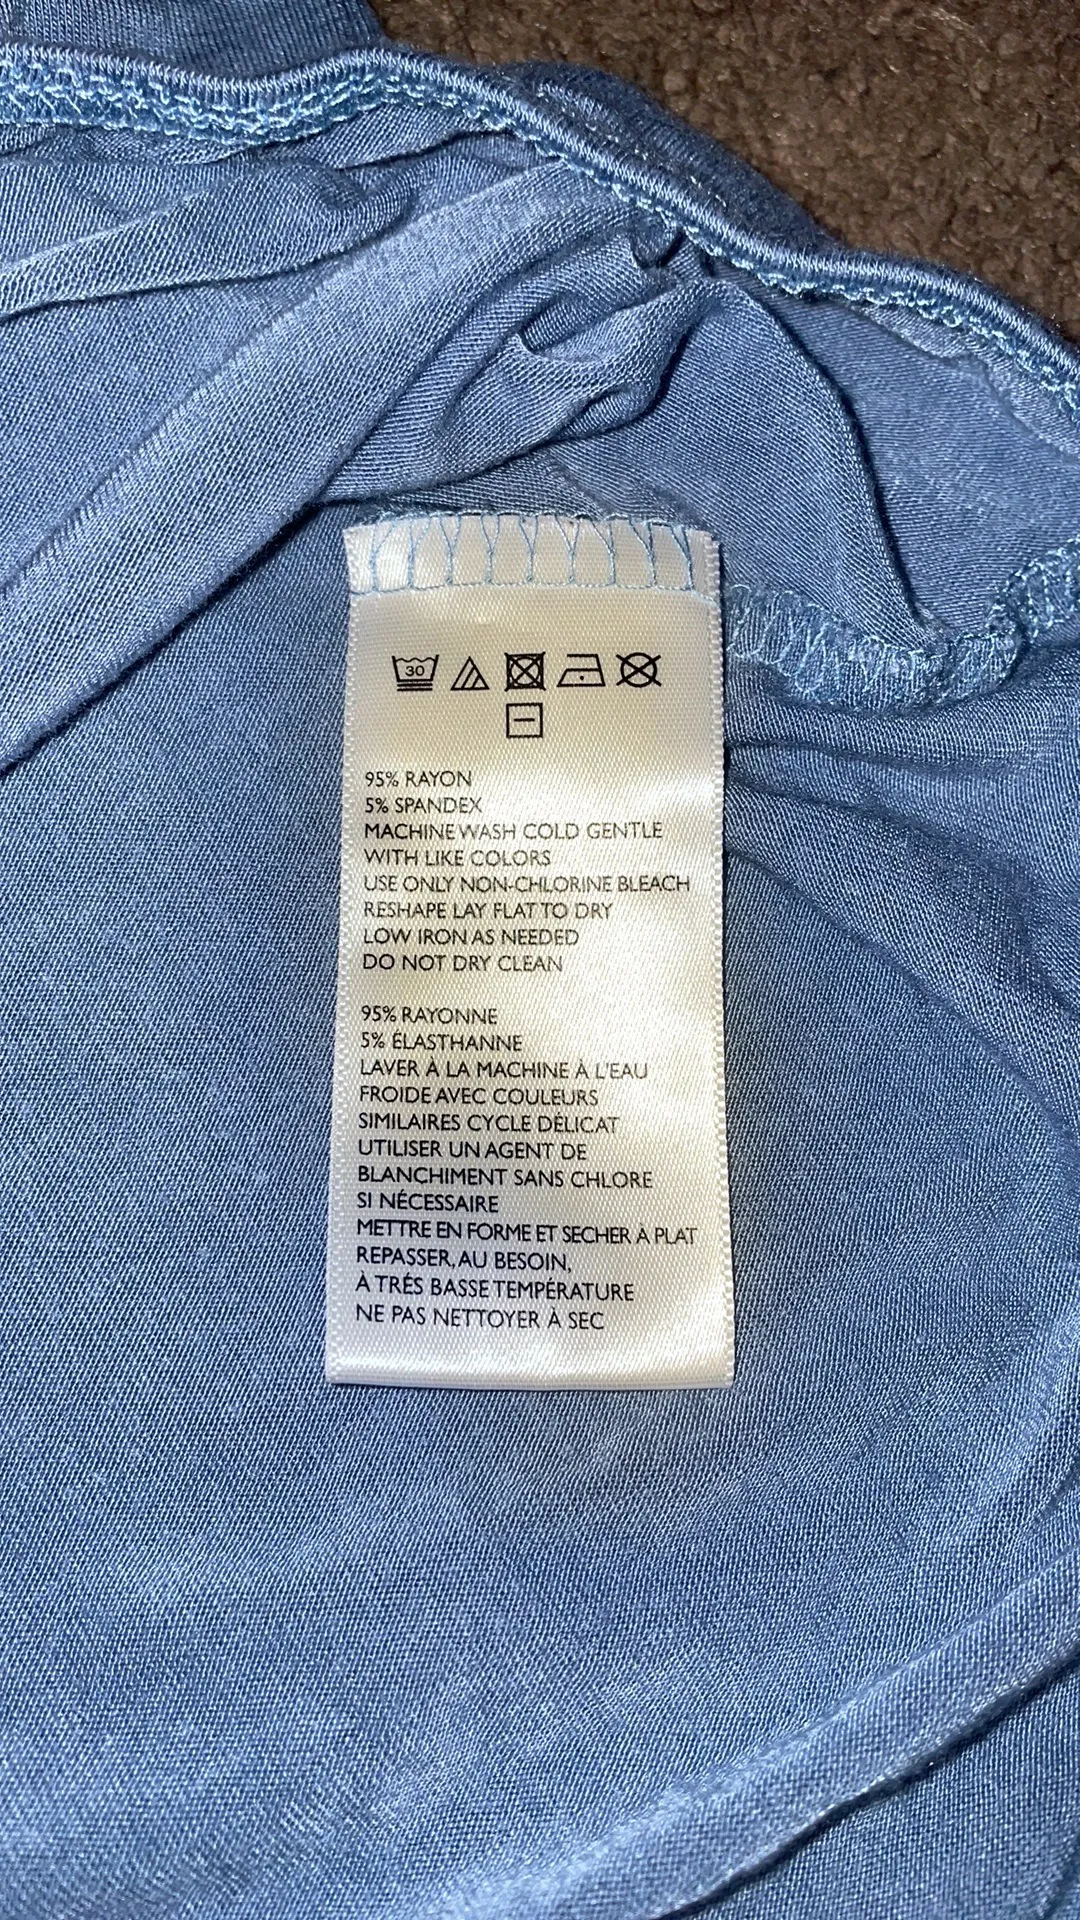 30
95% RAYON
5% SPANDEX
MACHINE WASH COLD GENTLE
WITH LIKE COLORS
USE ONLY NON-CHLORINE BLEACH
RESHAPE LAY FLAT TO DRY
LOW IRON AS NEEDED
DO NOT DRY CLEAN
95% RAYONNE
5% ÉLASTHANNE
LAVER À LA MACHINE À L'EAU
FROIDE AVEC COULEURS
SIMILAIRES CYCLE DÉLICAT
UTILISER UN AGENT DE
BLANCHIMENT SANS CHLORE
SI NÉCESSAIRE
METTRE EN FORME ET SECHER À PLAT
REPASSER, AU BESOIN,
À TRÉS BASSE TEMPÉRATURE
NE PAS NETTOYER À SEC